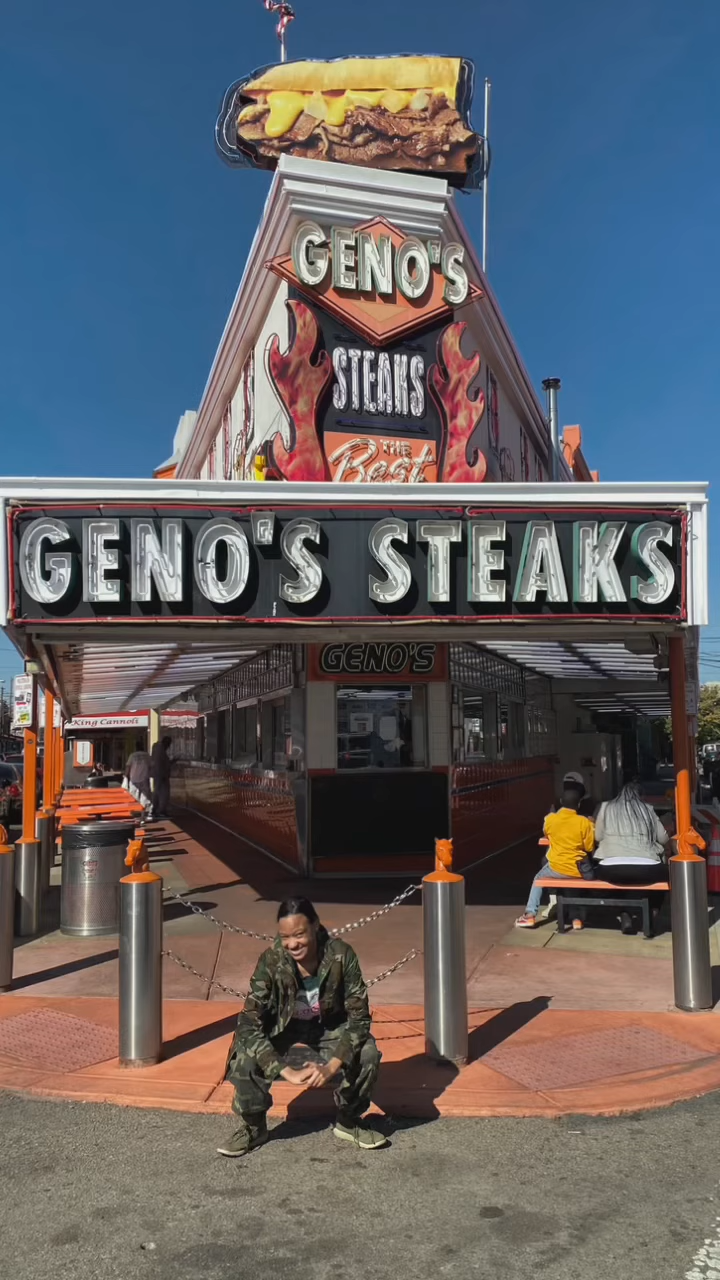 GENO'S
STEAKS
THE
Best
GENO'S STEAKS
GENO'S
King Cannoli